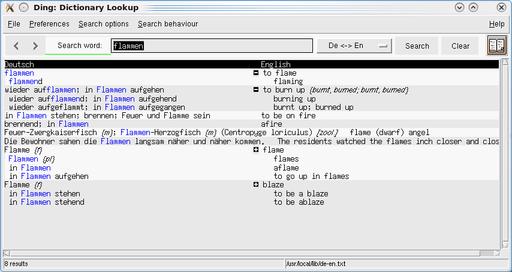 Ding: Dictionary Lookup
File Preferences Search options Search behaviour Help
Search word: flammen De <-> En Search Clear
Deutsch English
flammen to flame
flammend flaming
wieder aufflammen; in Flammen aufgehen to burn up {burnt, burned; burnt, burned}
wieder aufflammend; in Flammen aufgehend burning up
wieder aufgeflammt; in Flammen aufgegangen burnt up; burned up
in Flammen stehen; brennen; Feuer und Flamme sein to be on fire
brennend; in Flammen afire
Feuer-Zwergkaiserfisch {m}; Flammen-Herzogfisch {m} (Centropyge loriculus) [zool.] flame (dwarf) angel
Die Bewohner sahen die Flammen langsam näher und näher kommen. The residents watched the flames inch closer and clos
Flamme {f} flame
Flammen {pl} flames
in Flammen aflame
in Flammen aufgehen to go up in flames
Flamme {f} blaze
in Flammen stehen to be a blaze
in Flammen stehend to be ablaze
8 results /usr/local/lib/de-en.txt